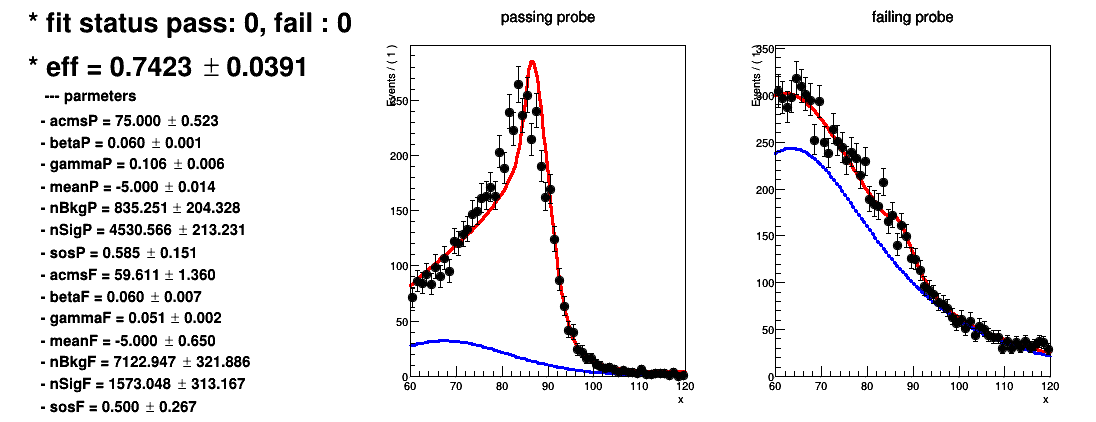 * fit status pass: 0, fail : 0
* eff = 0.7423 ± 0.0391
--- parmeters
- acmsP = 75.000 ± 0.523
- betaP = 0.060 ± 0.001
- gammaP = 0.106 ± 0.006
- meanP = -5.000 ± 0.014
- nBkgP = 835.251 ± 204.328
- nSigP = 4530.566 ± 213.231
- sosP = 0.585 ± 0.151
- acmsF = 59.611 ± 1.360
- betaF = 0.060 ± 0.007
- gammaF = 0.051 ± 0.002
- meanF = -5.000 ± 0.650
- nBkgF = 7122.947 ± 321.886
- nSigF = 1573.048 ± 313.167
- sosF = 0.500 ± 0.267
passing probe
Events / ( 1 )
250
200
150
100
50
0
60 70 80 90 100 110 120
x
failing probe
Events / ( 1 )
350
300
250
200
150
100
50
0
60 70 80 90 100 110 120
x